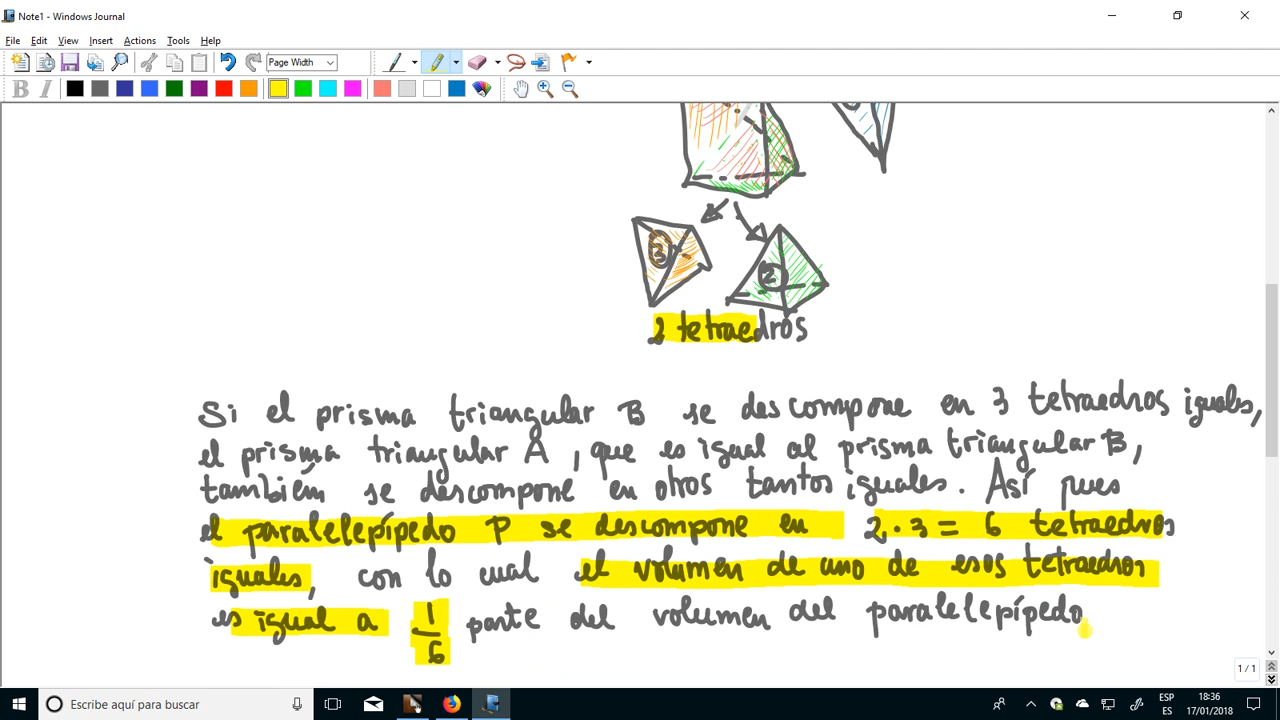 Note1 - Windows Journal
File Edit View Insert Actions Tools Help
Page Width
B I
3
2
2 tetraedros
Si el prisma triangular B se descompone en 3 tetraedros iguales,
el prisma triangular A, que es igual al prisma triangular B,
también se descompone en otros tantos iguales. Así pues
el paralelepípedo P se descompone en 2·3 = 6 tetraedros
iguales, con lo cual el volumen de uno de esos tetraedros
es igual a 1/6 parte del volumen del paralelepípedo
1 / 1
Escribe aquí para buscar
ESP
ES
18:36
17/01/2018